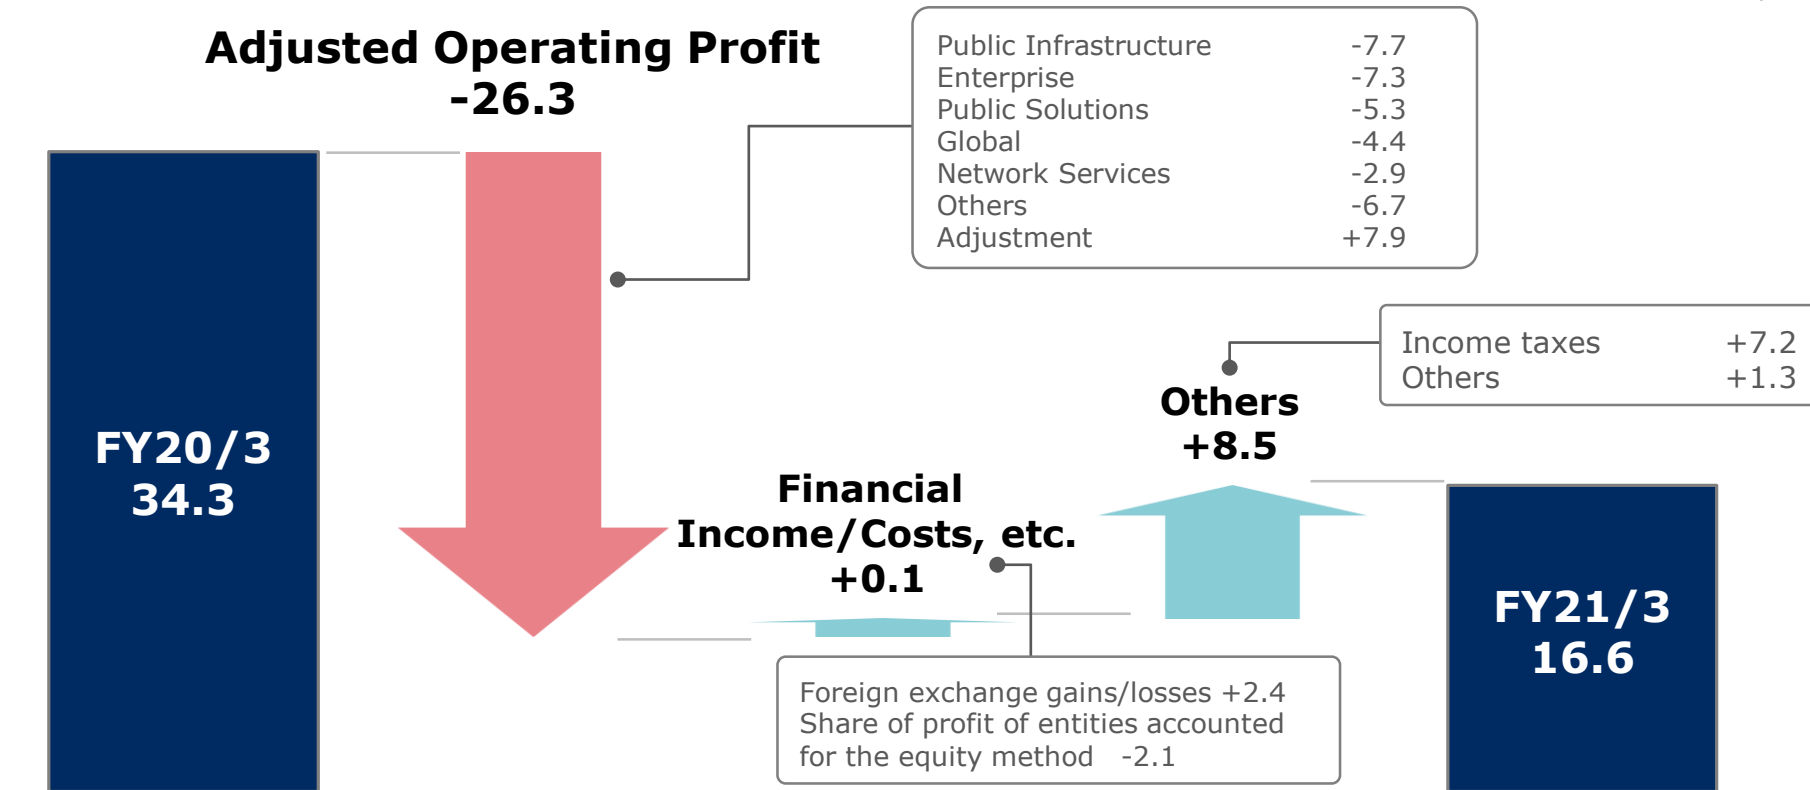 Adjusted Operating Profit
-26.3
Public Infrastructure -7.7
Enterprise -7.3
Public Solutions -5.3
Global -4.4
Network Services -2.9
Others -6.7
Adjustment +7.9
FY20/3
34.3
Financial
Income/Costs, etc.
+0.1
Foreign exchange gains/losses +2.4
Share of profit of entities accounted
for the equity method -2.1
Others
+8.5
Income taxes +7.2
Others +1.3
FY21/3
16.6